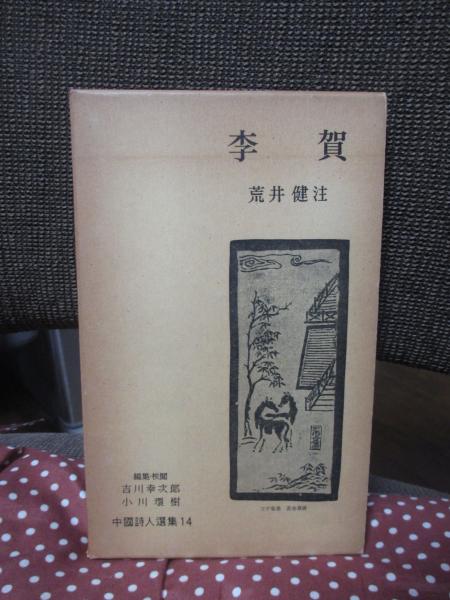 李 賀
荒井 健注
編集・校閲
吉川幸次郎
小川環樹
中國詩人選集14